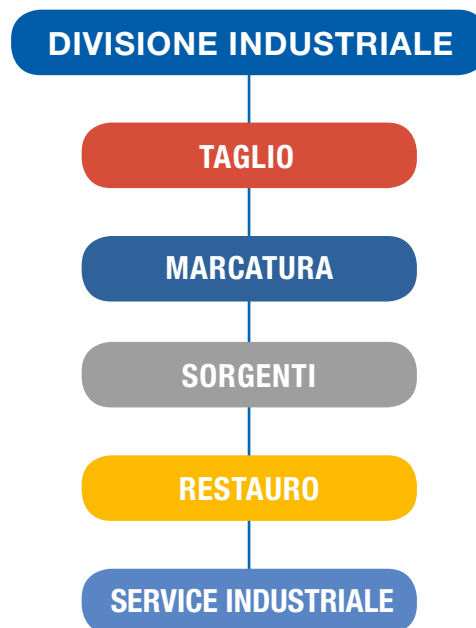 DIVISIONE INDUSTRIALE
TAGLIO
MARCATURA
SORGENTI
RESTAURO
SERVICE INDUSTRIALE